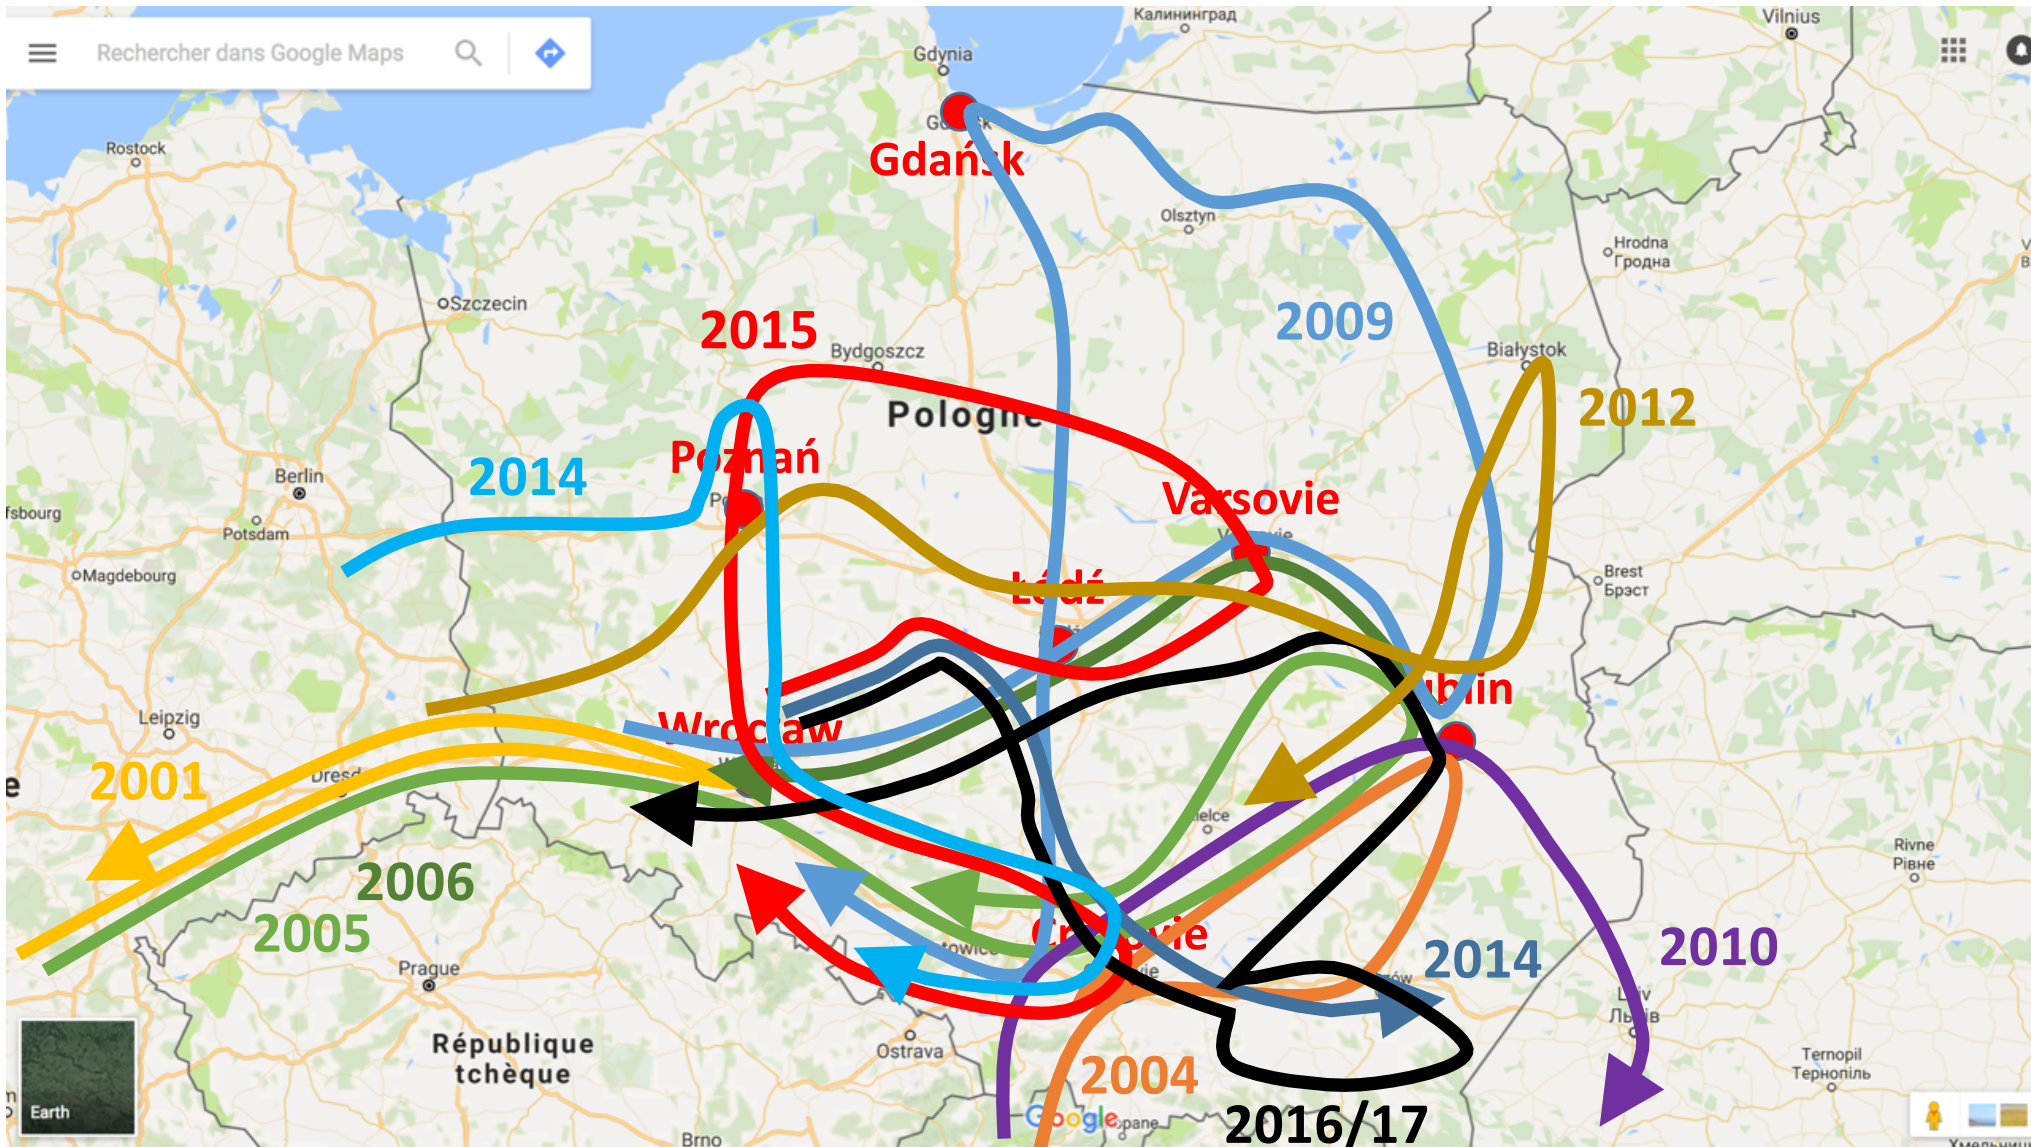 Калининград
Vilnius
Rechercher dans Google Maps
Gdynia
Gdańsk
Rostock
Olsztyn
Hrodna
Гродна
Szczecin
2015
2009
Bydgoszcz
Białystok
Pologne
2012
Poznań
2014
Berlin
Varsovie
Potsdam
Magdebourg
Łódź
Brest
Брэст
Leipzig
Wrocław
2001
Rivne
Рівне
2006
2005
2010
2014
Prague
Lviv
Львів
République
tchèque
Ostrava
2004
Ternopil
Тернопіль
Earth
Google
2016/17
Brno